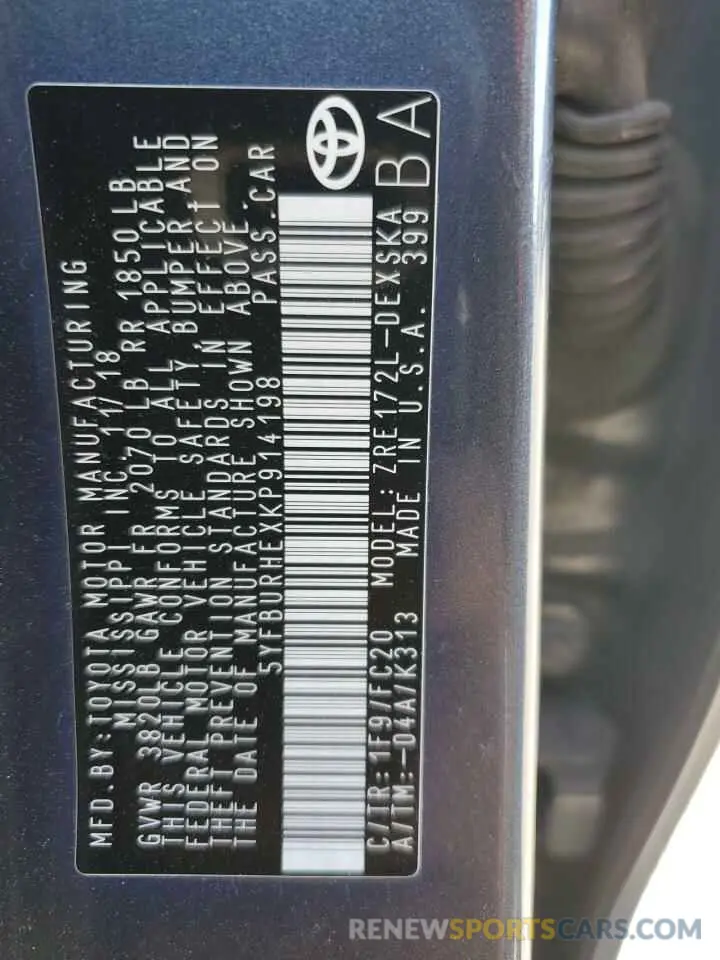 MFD.BY:TOYOTA MOTOR MANUFACTURING
MISSISSIPPI INC. 11/18
GVWR 3820LB GAWR FR 2070 LB RR 1850LB
THIS VEHICLE CONFORMS TO ALL APPLICABLE
FEDERAL MOTOR VEHICLE SAFETY, BUMPER AND
THEFT PREVENTION STANDARDS IN EFFECT ON
THE DATE OF MANUFACTURE SHOWN ABOVE.
5YFBURHEXKP914198 PASS.CAR
C/TR:1F9/FC20 MODEL:ZRE172L-DEXSKA
A/TM:-04A/K313 MADE IN U.S.A. 399 BA
RENEWSPORTSCARS.COM